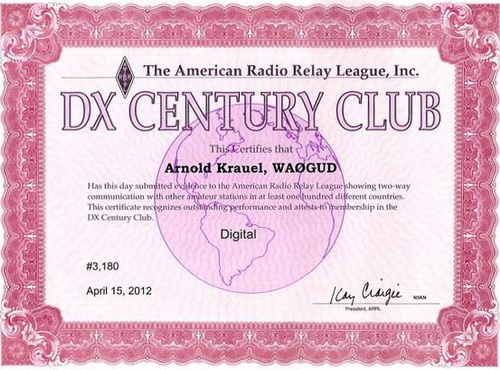 The American Radio Relay League, Inc.
DX CENTURY CLUB
This Certifies that
Arnold Krauel, WAØGUD
Has this day submitted evidence to the American Radio Relay League showing two-way
communication with other amateur stations in at least one hundred different countries.
This certificate recognizes outstanding performance and attests to membership in the
DX Century Club.
Digital
#3,180
April 15, 2012
Kay Craigie N3KN
President, ARRL